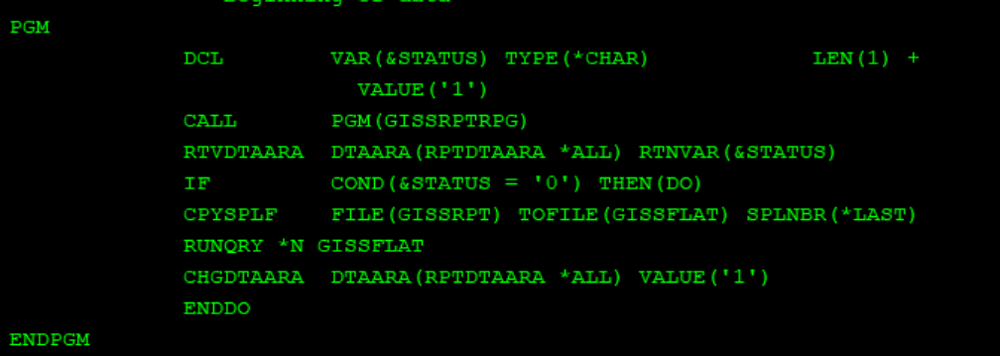 PGM
DCL VAR(&STATUS) TYPE(*CHAR) LEN(1) +
VALUE('1')
CALL PGM(GISSRPTRPG)
RTVDTAARA DTAARA(RPTDTAARA *ALL) RTNVAR(&STATUS)
IF COND(&STATUS = '0') THEN(DO)
CPYSPLF FILE(GISSRPT) TOFILE(GISSFLAT) SPLNBR(*LAST)
RUNQRY *N GISSFLAT
CHGDTAARA DTAARA(RPTDTAARA *ALL) VALUE('1')
ENDDO
ENDPGM